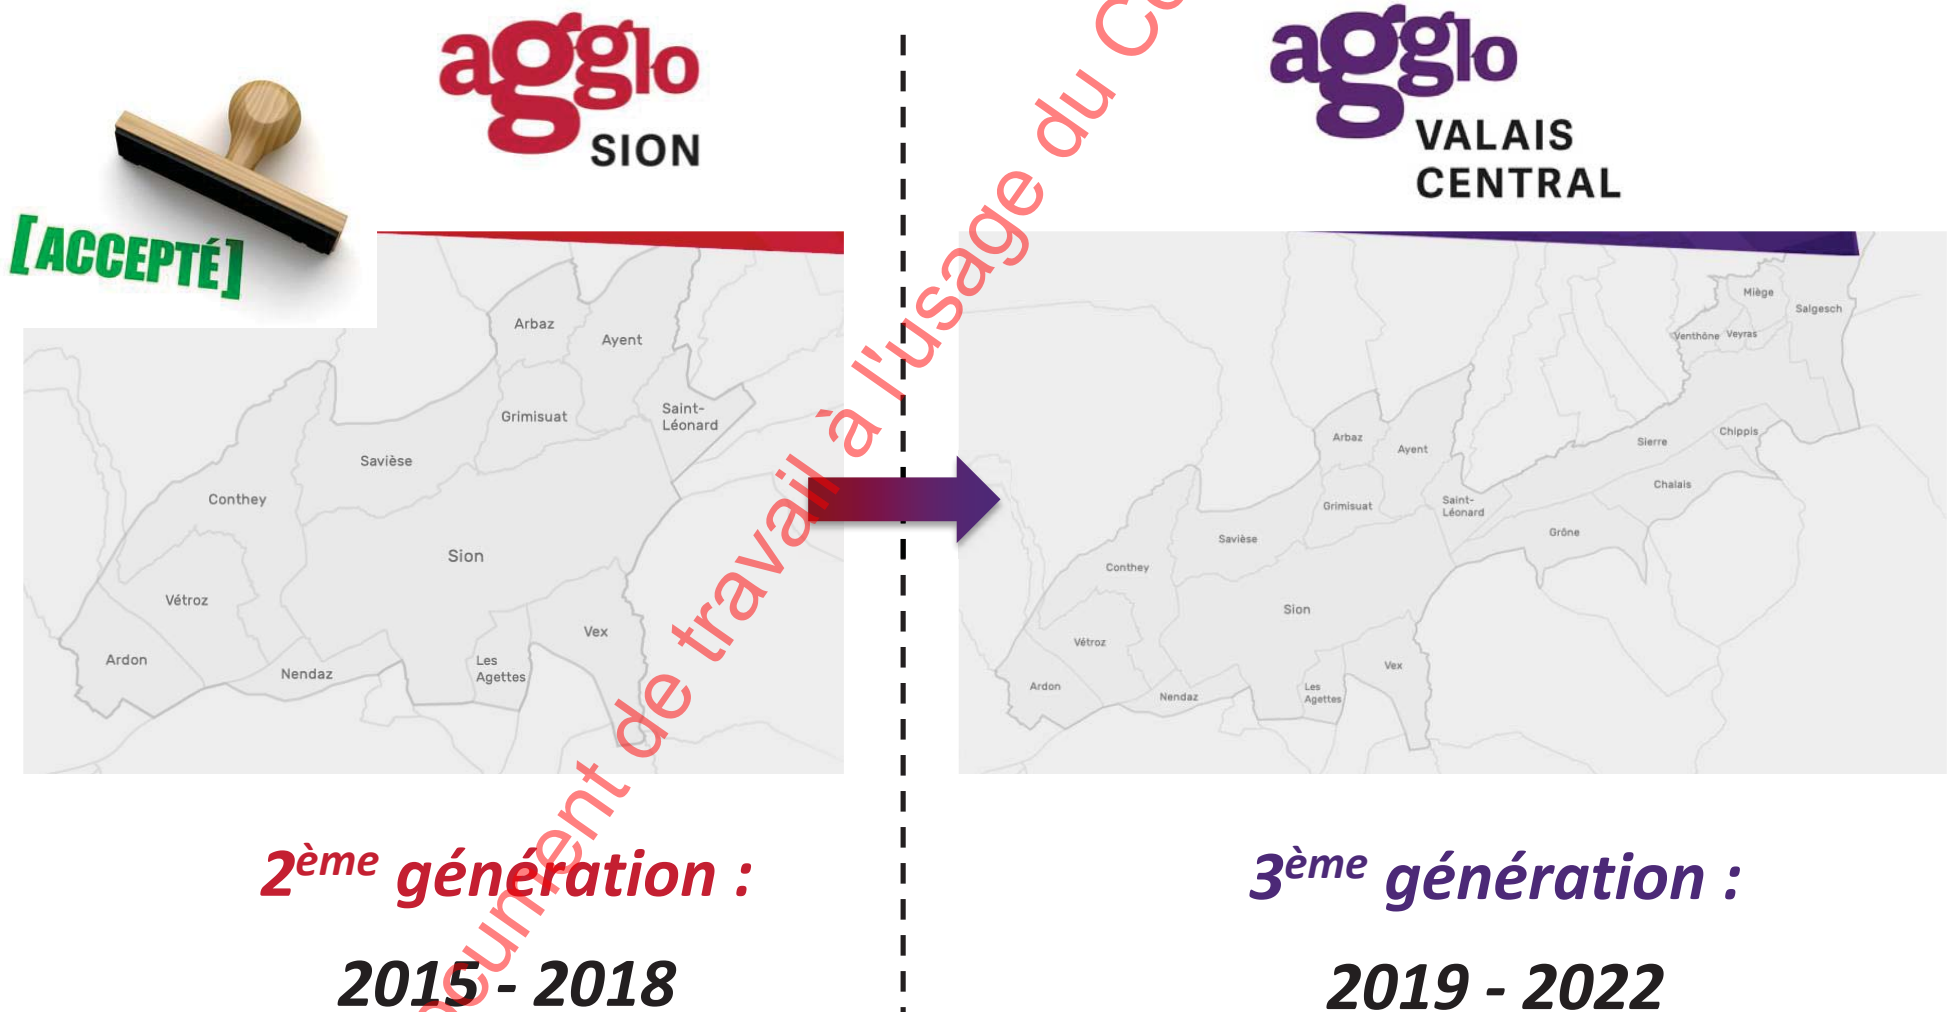 agglo
SION
[ACCEPTÉ]
Arbaz
Ayent
Grimisuat
Saint-
Léonard
Savièse
Conthey
Sion
Vétroz
Vex
Ardon
Nendaz
Les
Agettes
2ème génération :
2015 - 2018
agglo
VALAIS
CENTRAL
Miège
Salgesch
Venthône
Veyras
Arbaz
Ayent
Sierre
Chippis
Chalais
Saint-
Léonard
Grimisuat
Grône
Savièse
Conthey
Sion
Vétroz
Vex
Ardon
Nendaz
Les
Agettes
3ème génération :
2019 - 2022
de travail à l'usage du